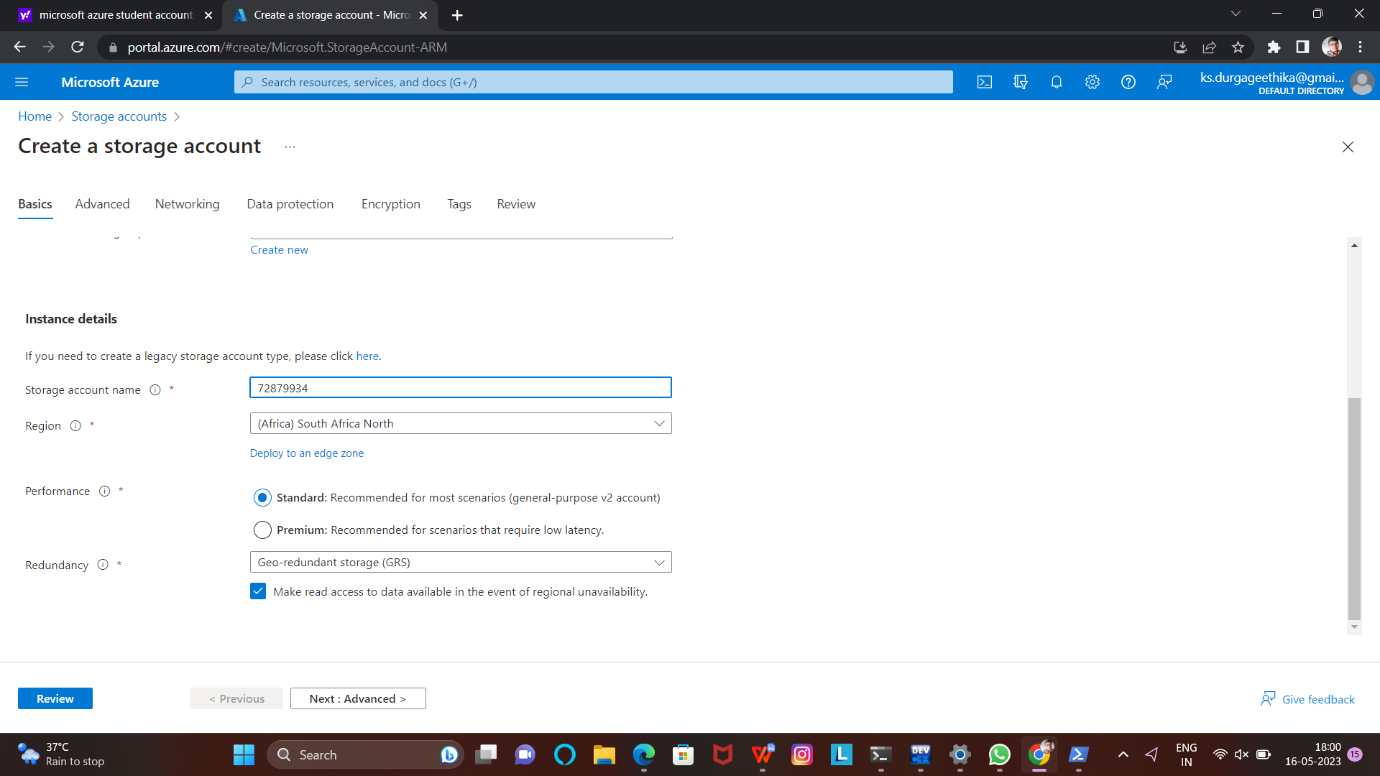 microsoft azure student account
Create a storage account - Micro
portal.azure.com/#create/Microsoft.StorageAccount-ARM
Microsoft Azure
Search resources, services, and docs (G+/)
ks.durgageethika@gmai...
DEFAULT DIRECTORY
Home > Storage accounts >
Create a storage account ...
Basics Advanced Networking Data protection Encryption Tags Review
Create new
Instance details
If you need to create a legacy storage account type, please click here.
Storage account name * 72879934
Region * (Africa) South Africa North
Deploy to an edge zone
Performance * Standard: Recommended for most scenarios (general-purpose v2 account)
Premium: Recommended for scenarios that require low latency.
Redundancy * Geo-redundant storage (GRS)
Make read access to data available in the event of regional unavailability.
Review < Previous Next : Advanced > Give feedback
37°C
Rain to stop
Search
DEV
ENG
IN
18:00
16-05-2023
15